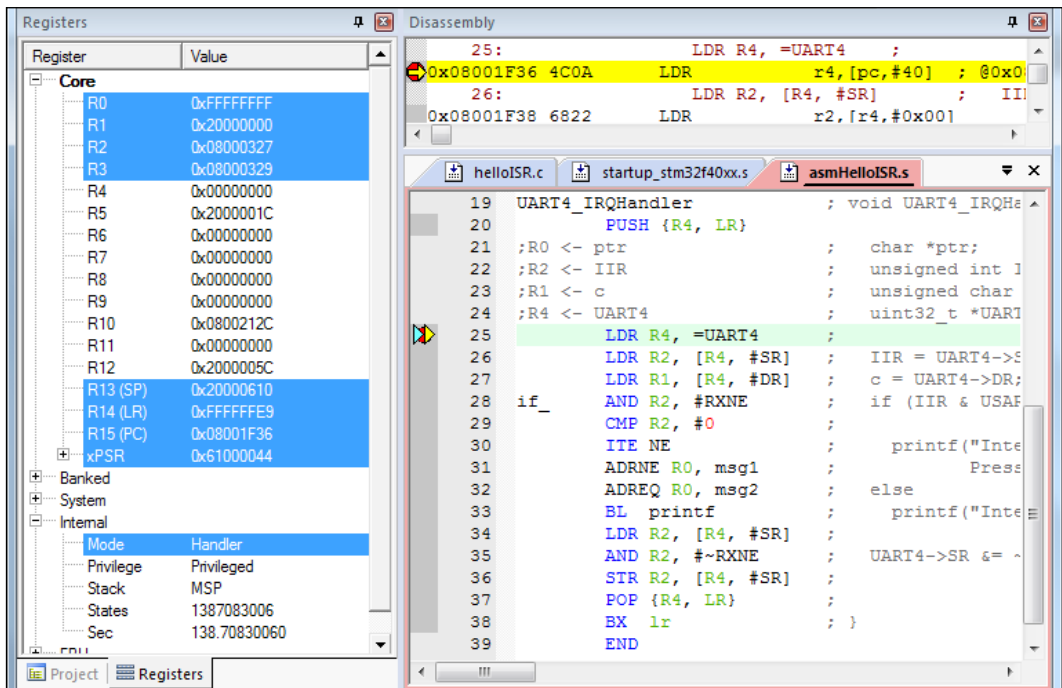 Registers
Register Value
Core
R0 0xFFFFFFFF
R1 0x20000000
R2 0x08000327
R3 0x08000329
R4 0x00000000
R5 0x2000001C
R6 0x00000000
R7 0x00000000
R8 0x00000000
R9 0x00000000
R10 0x0800212C
R11 0x00000000
R12 0x2000005C
R13 (SP) 0x20000610
R14 (LR) 0xFFFFFFE9
R15 (PC) 0x08001F36
xPSR 0x61000044
Banked
System
Internal
Mode Handler
Privilege Privileged
Stack MSP
States 1387083006
Sec 138.70830060
Project Registers
Disassembly
25: LDR R4, =UART4 ;
0x08001F36 4C0A LDR r4,[pc,#40] ; @0x0
26: LDR R2, [R4, #SR] ; II
0x08001F38 6822 LDR r2,[r4,#0x00]
helloISR.c startup_stm32f40xx.s asmHelloISR.s
19 UART4_IRQHandler ; void UART4_IRQHa
20 PUSH {R4, LR}
21 ;R0 <- ptr ; char *ptr;
22 ;R2 <- IIR ; unsigned int I
23 ;R1 <- c ; unsigned char
24 ;R4 <- UART4 ; uint32_t *UART
25 LDR R4, =UART4 ;
26 LDR R2, [R4, #SR] ; IIR = UART4->S
27 LDR R1, [R4, #DR] ; c = UART4->DR;
28 if_ AND R2, #RXNE ; if (IIR & USAR
29 CMP R2, #0 ;
30 ITE NE ; printf("Inte
31 ADRNE R0, msg1 ; Press
32 ADREQ R0, msg2 ; else
33 BL printf ; printf("Inte
34 LDR R2, [R4, #SR] ;
35 AND R2, #~RXNE ; UART4->SR &= ~
36 STR R2, [R4, #SR] ;
37 POP {R4, LR} ;
38 BX lr ; }
39 END